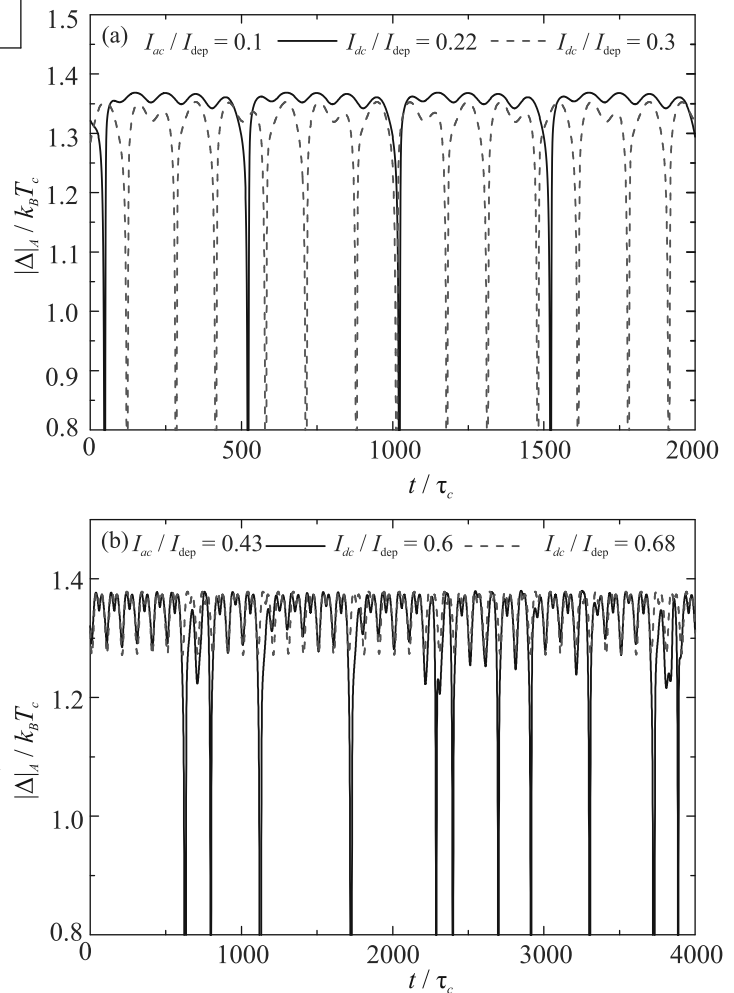 (a) I_ac / I_dep = 0.1 I_dc / I_dep = 0.22 I_dc / I_dep = 0.3
1.5
1.4
1.3
1.2
1.1
1.0
0.9
0.8
|Δ|_A / k_B T_c
0 500 1000 1500 2000
t / τ_c
(b) I_ac / I_dep = 0.43 I_dc / I_dep = 0.6 I_dc / I_dep = 0.68
1.4
1.2
1.0
0.8
|Δ|_A / k_B T_c
0 1000 2000 3000 4000
t / τ_c